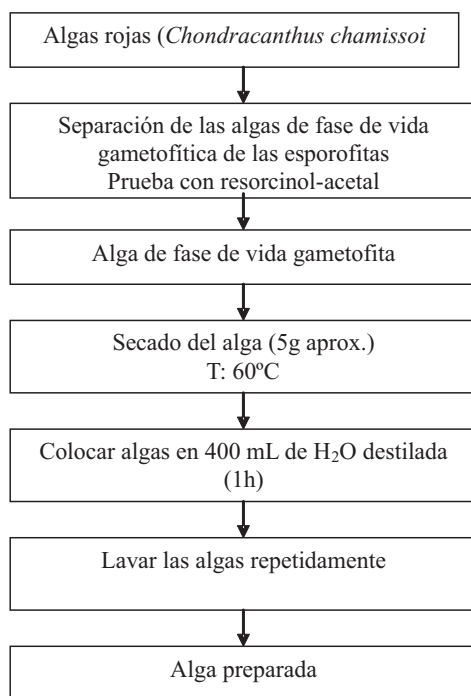 Algas rojas (Chondracanthus chamissoi
Separación de las algas de fase de vida
gametofítica de las esporofitas
Prueba con resorcinol-acetal
Alga de fase de vida gametofita
Secado del alga (5g aprox.)
T: 60ºC
Colocar algas en 400 mL de H₂O destilada
(1h)
Lavar las algas repetidamente
Alga preparada